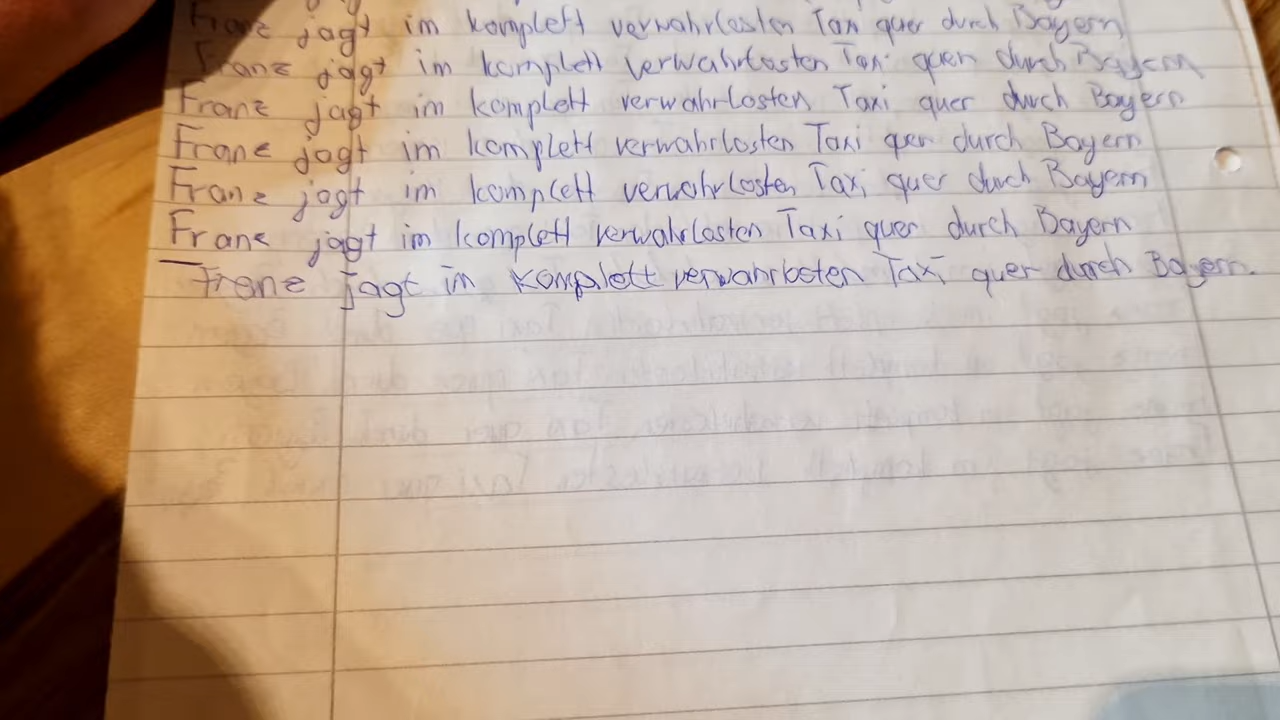 Franz jagt im komplett verwahrlosten Taxi quer durch Bayern
Franz jagt im komplett verwahrlosten Taxi quer durch Bayern
Franz jagt im komplett verwahrlosten Taxi quer durch Bayern
Franz jagt im komplett verwahrlosten Taxi qer durch Bayern
Franz jagt im komplett verwahrlosten Taxi quer durch Bayern
Franz jagt im komplett verwahrlosten Taxi quer durch Bayern
Franz jagt im komplett verwahrlosten Taxi quer durch Bayern.